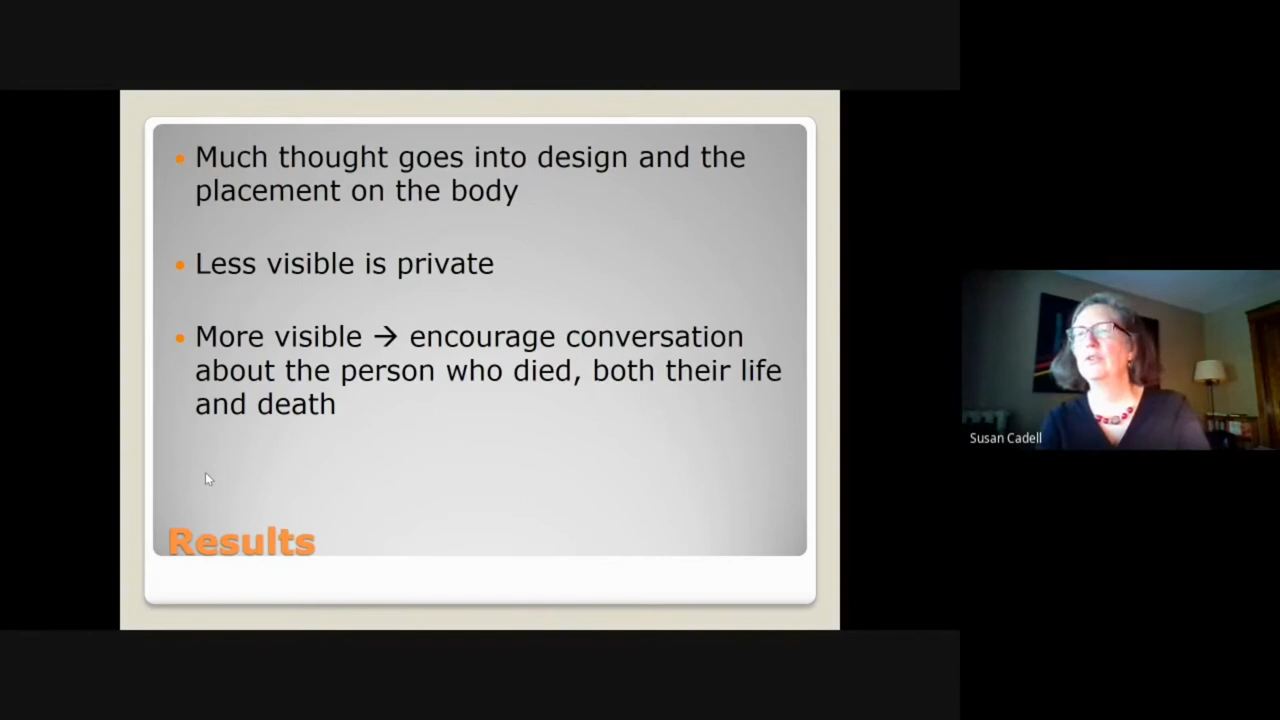 Much thought goes into design and the
placement on the body
Less visible is private
More visible → encourage conversation
about the person who died, both their life
and death
Results
Susan Cadell